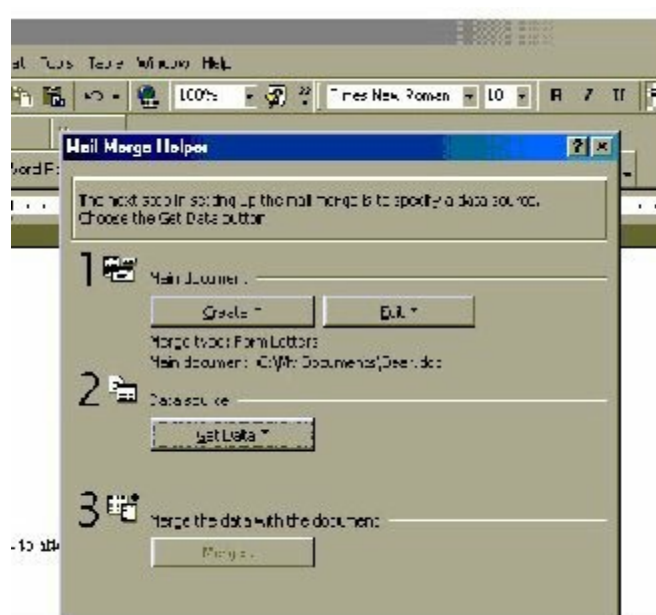 Tools Table Window Help
100% Times New Roman 10 B I U
Mail Merge Helper ? ×
The next step in setting up the mail merge is to specify a data source.
Choose the Get Data button.
1 Main document
Create Edit
Merge type: Form Letters
Main document: C:\My Documents\
2 Data source
Get Data
3 Merge the data with the document
Merge...